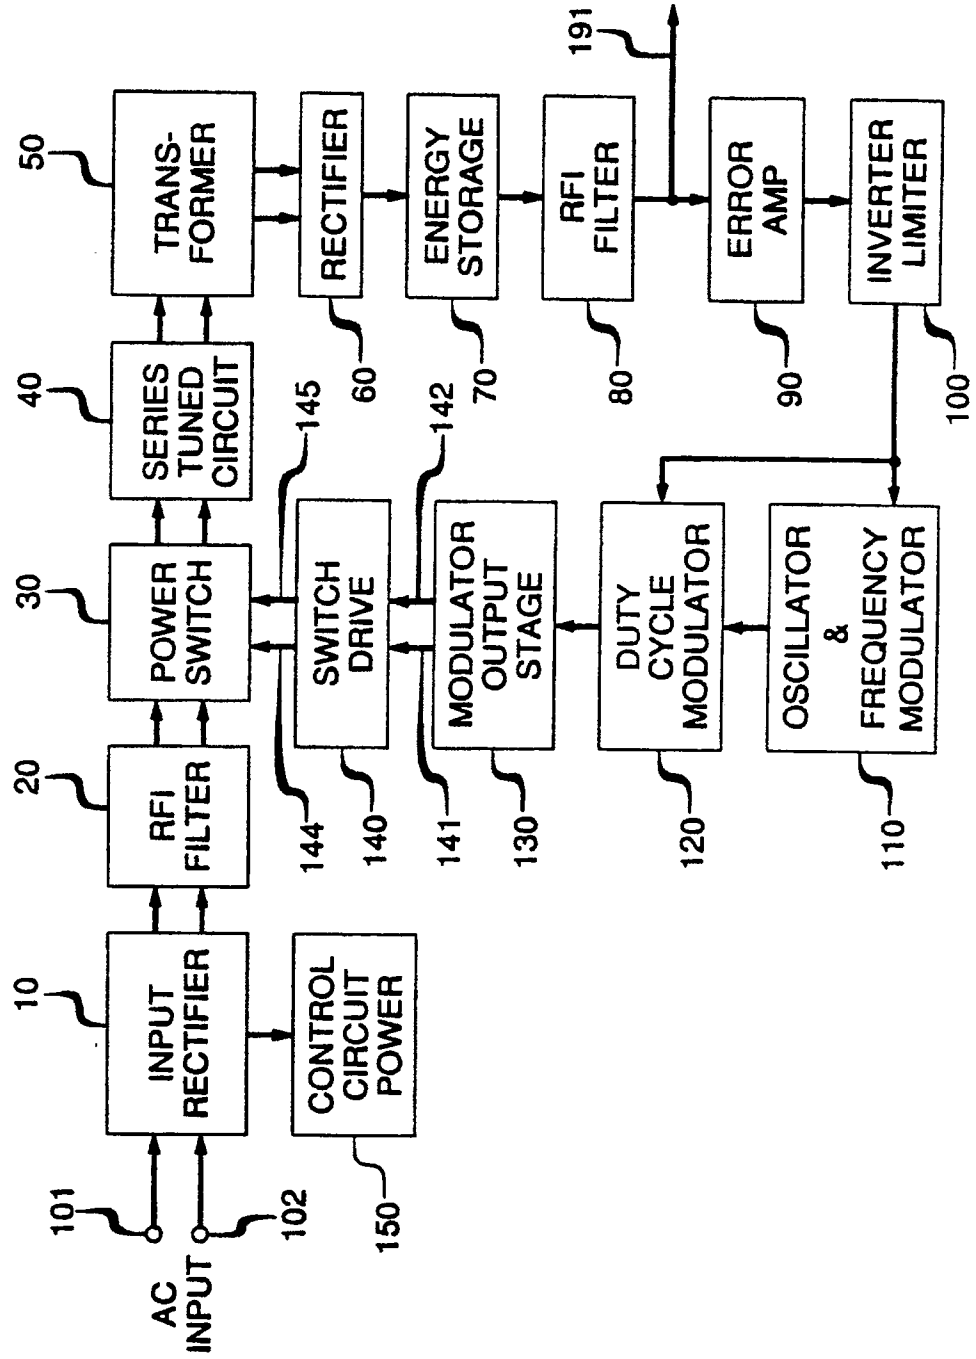 10
20
30
40
50
INPUT
RECTIFIER
RFI
FILTER
POWER
SWITCH
SERIES
TUNED
CIRCUIT
TRANS-
FORMER
101
AC
INPUT
102
CONTROL
CIRCUIT
POWER
150
144
145
SWITCH
DRIVE
140
141
142
MODULATOR
OUTPUT
STAGE
130
DUTY
CYCLE
MODULATOR
120
OSCILLATOR
&
FREQUENCY
MODULATOR
110
RECTIFIER
60
ENERGY
STORAGE
70
RFI
FILTER
80
191
ERROR
AMP
90
INVERTER
LIMITER
100